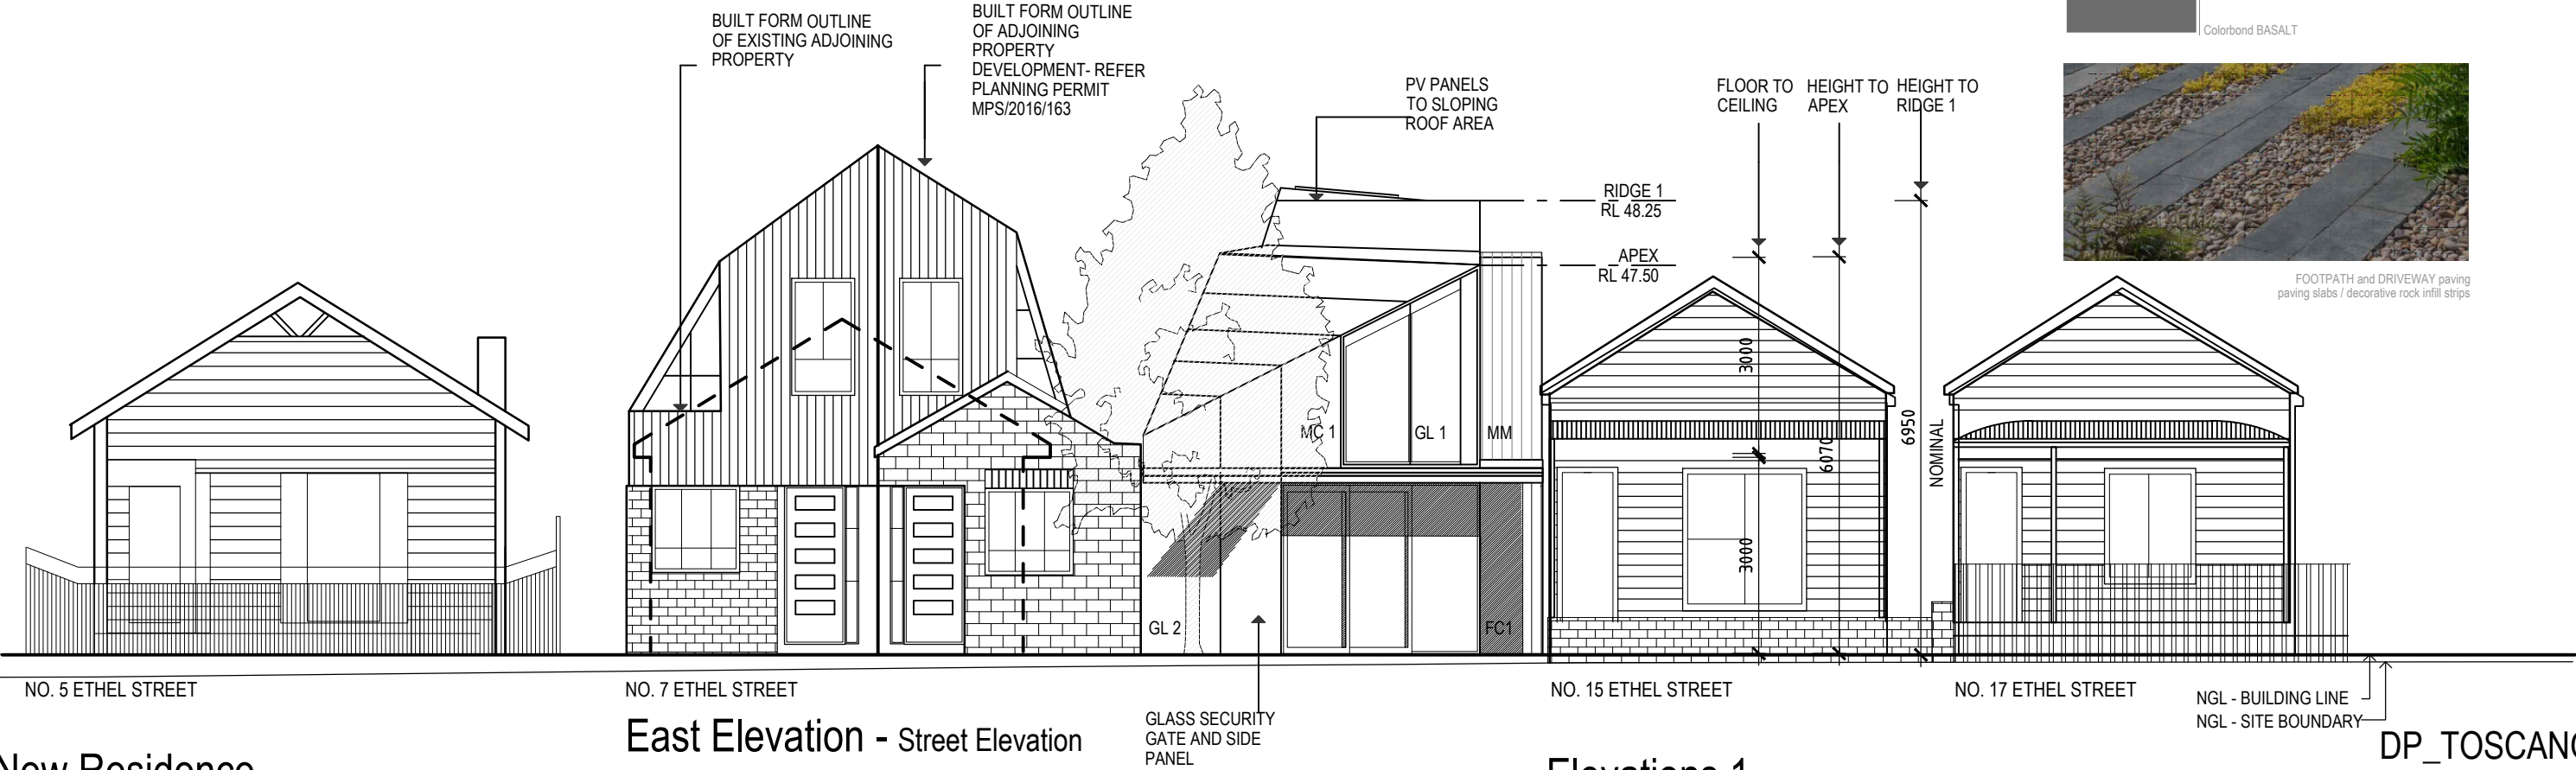 BUILT FORM OUTLINE
OF EXISTING ADJOINING
PROPERTY
BUILT FORM OUTLINE
OF ADJOINING
PROPERTY
DEVELOPMENT- REFER
PLANNING PERMIT
MPS/2016/163
PV PANELS
TO SLOPING
ROOF AREA
FLOOR TO
CEILING
HEIGHT TO
APEX
HEIGHT TO
RIDGE 1
Colorbond BASALT
RIDGE 1
RL 48.25
APEX
RL 47.50
FOOTPATH and DRIVEWAY paving
paving slabs / decorative rock infill strips
3000
6070
6950
NOMINAL
3000
MC 1
GL 1
MM
GL 2
FC1
NO. 5 ETHEL STREET
NO. 7 ETHEL STREET
NO. 15 ETHEL STREET
NO. 17 ETHEL STREET
NGL - BUILDING LINE
NGL - SITE BOUNDARY
GLASS SECURITY
GATE AND SIDE
PANEL
East Elevation - Street Elevation
DP_TOSCANO
New Residence
Elevations 1